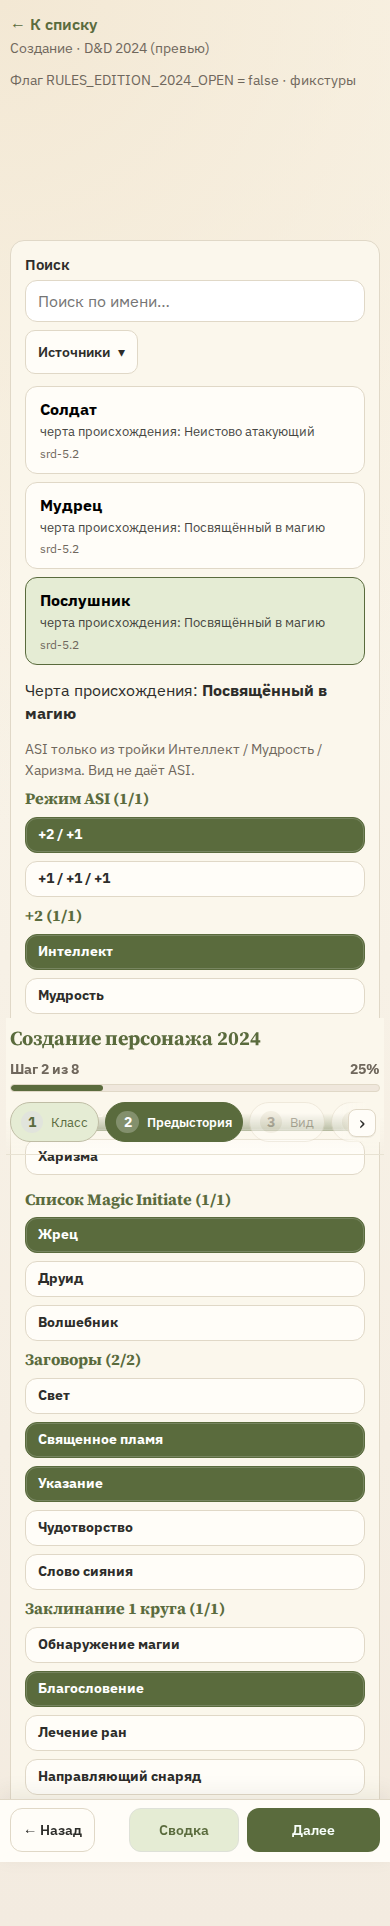 ← К списку
Создание · D&D 2024 (превью)
Флаг RULES_EDITION_2024_OPEN = false · фикстуры
Поиск
Поиск по имени...
Источники ▾
Солдат
черта происхождения: Неистово атакующий
srd-5.2
Мудрец
черта происхождения: Посвящённый в магию
srd-5.2
Послушник
черта происхождения: Посвящённый в магию
srd-5.2
Черта происхождения: Посвящённый в
магию
ASI только из тройки Интеллект / Мудрость /
Харизма. Вид не даёт ASI.
Режим ASI (1/1)
+2 / +1
+1 / +1 / +1
+2 (1/1)
Интеллект
Мудрость
Создание персонажа 2024
Шаг 2 из 8 25%
1 Класс 2 Предыстория 3 Вид ›
Харизма
Список Magic Initiate (1/1)
Жрец
Друид
Волшебник
Заговоры (2/2)
Свет
Священное пламя
Указание
Чудотворство
Слово сияния
Заклинание 1 круга (1/1)
Обнаружение магии
Благословение
Лечение ран
Направляющий снаряд
← Назад Сводка Далее